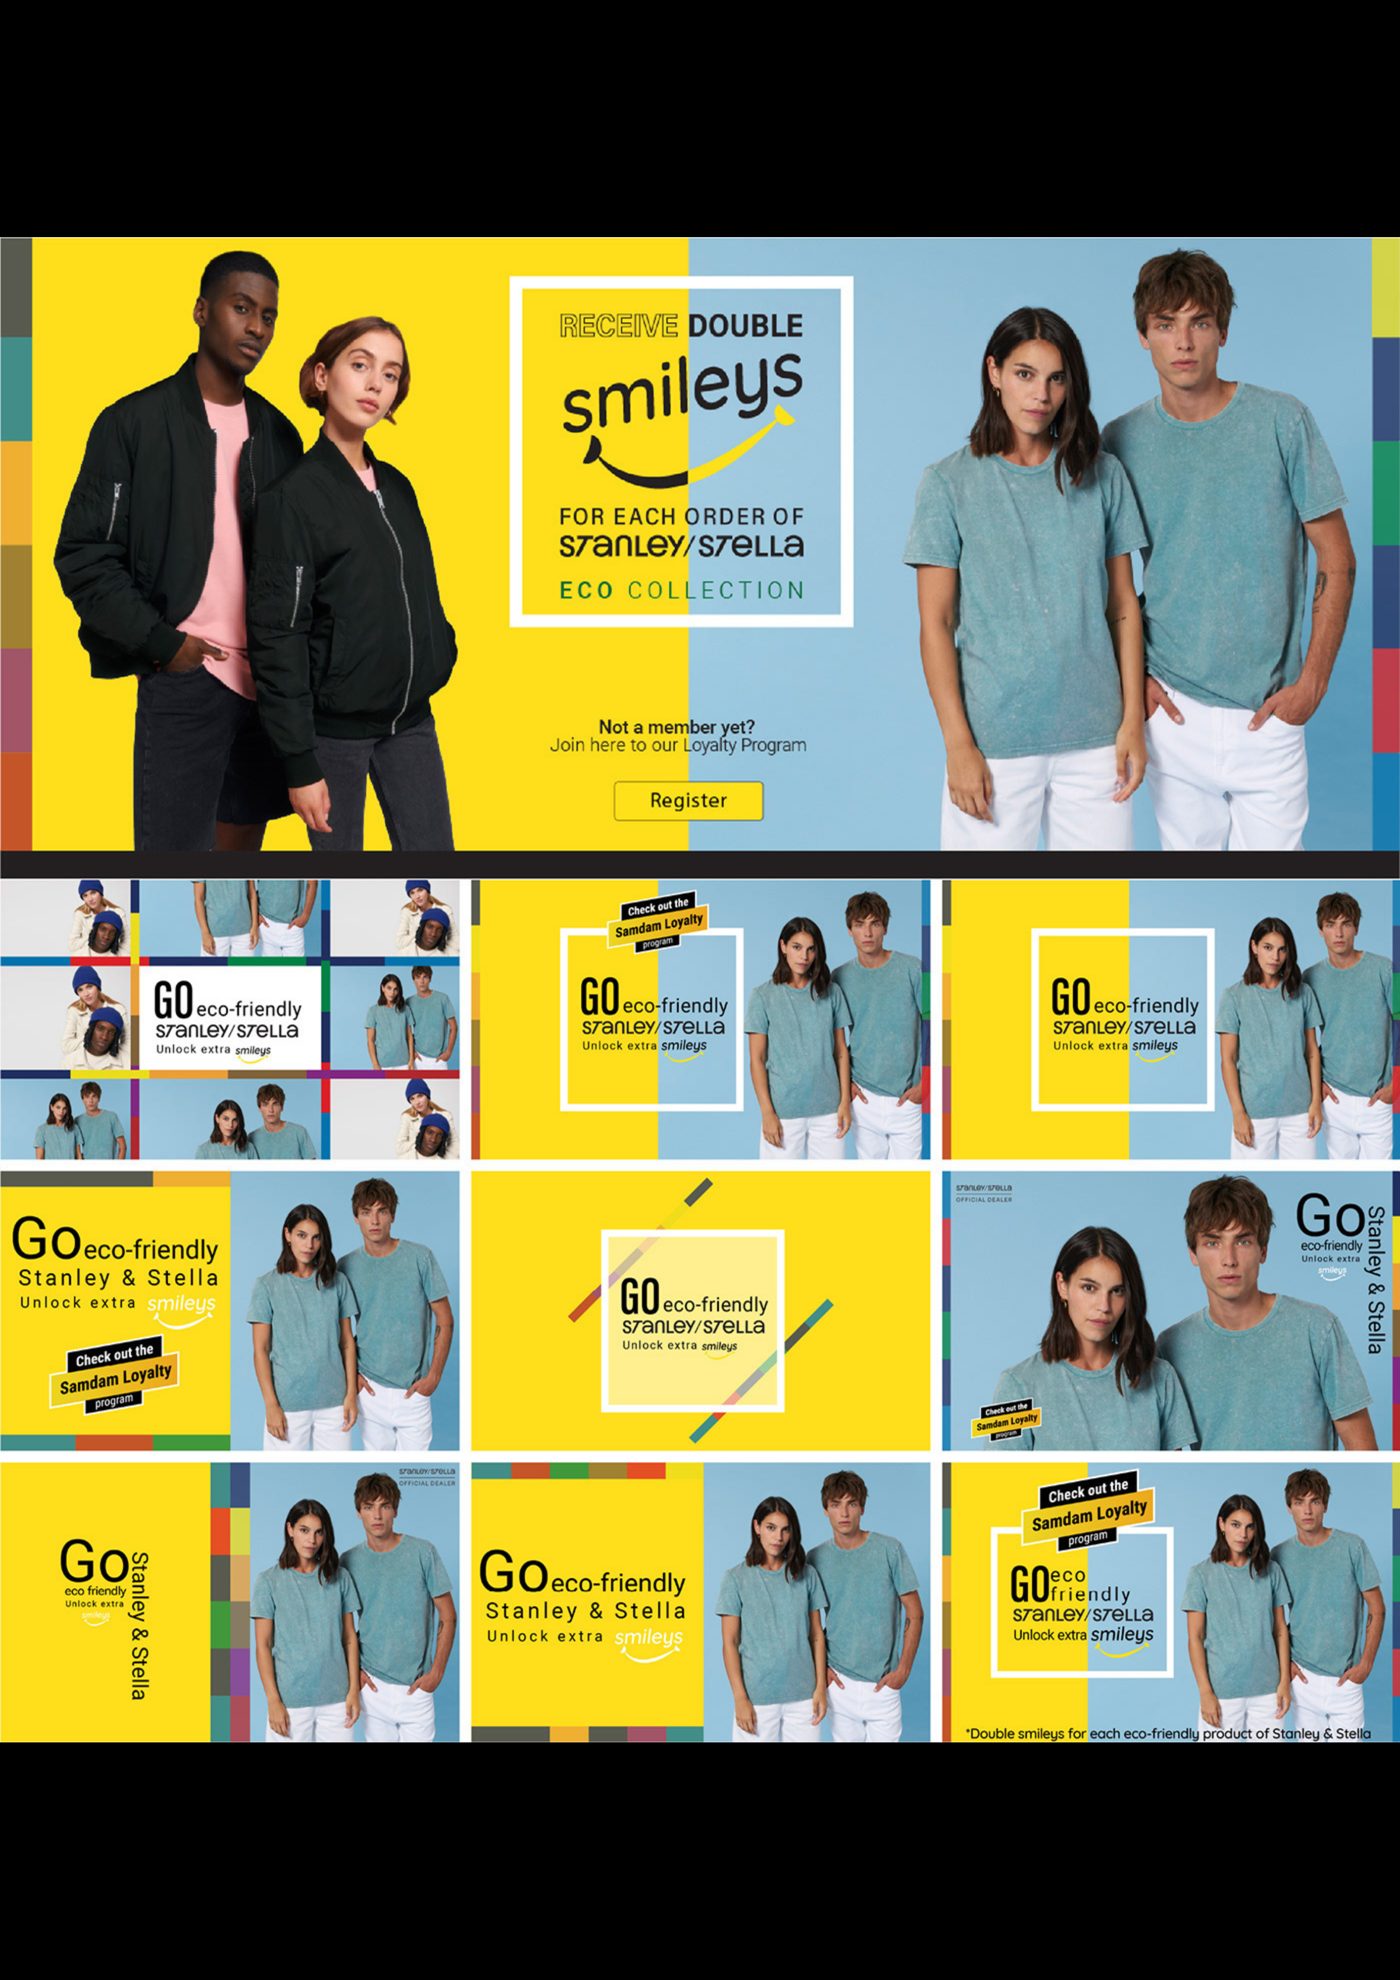 RECEIVE DOUBLE
smileys
FOR EACH ORDER OF
STANLEY/STELLA
ECO COLLECTION
Not a member yet?
Join here to our Loyalty Program
Register
GO eco-friendly
STANLEY/STELLA
Unlock extra smileys
Check out the
Samdam Loyalty
program
GO eco-friendly
STANLEY/STELLA
Unlock extra smileys
GO eco-friendly
STANLEY/STELLA
Unlock extra smileys
Go eco-friendly
Stanley & Stella
Unlock extra smileys
Check out the
Samdam Loyalty
program
GO eco-friendly
STANLEY/STELLA
Unlock extra smileys
STANLEY/STELLA
OFFICIAL DEALER
Go
eco-friendly
Unlock extra
smileys
Stanley & Stella
Check out the
Samdam Loyalty
program
Go
eco friendly
Unlock extra
smileys
Stanley & Stella
STANLEY/STELLA
OFFICIAL DEALER
Go eco-friendly
Stanley & Stella
Unlock extra smileys
Check out the
Samdam Loyalty
program
GO eco
friendly
STANLEY/STELLA
Unlock extra smileys
*Double smileys for each eco-friendly product of Stanley & Stella